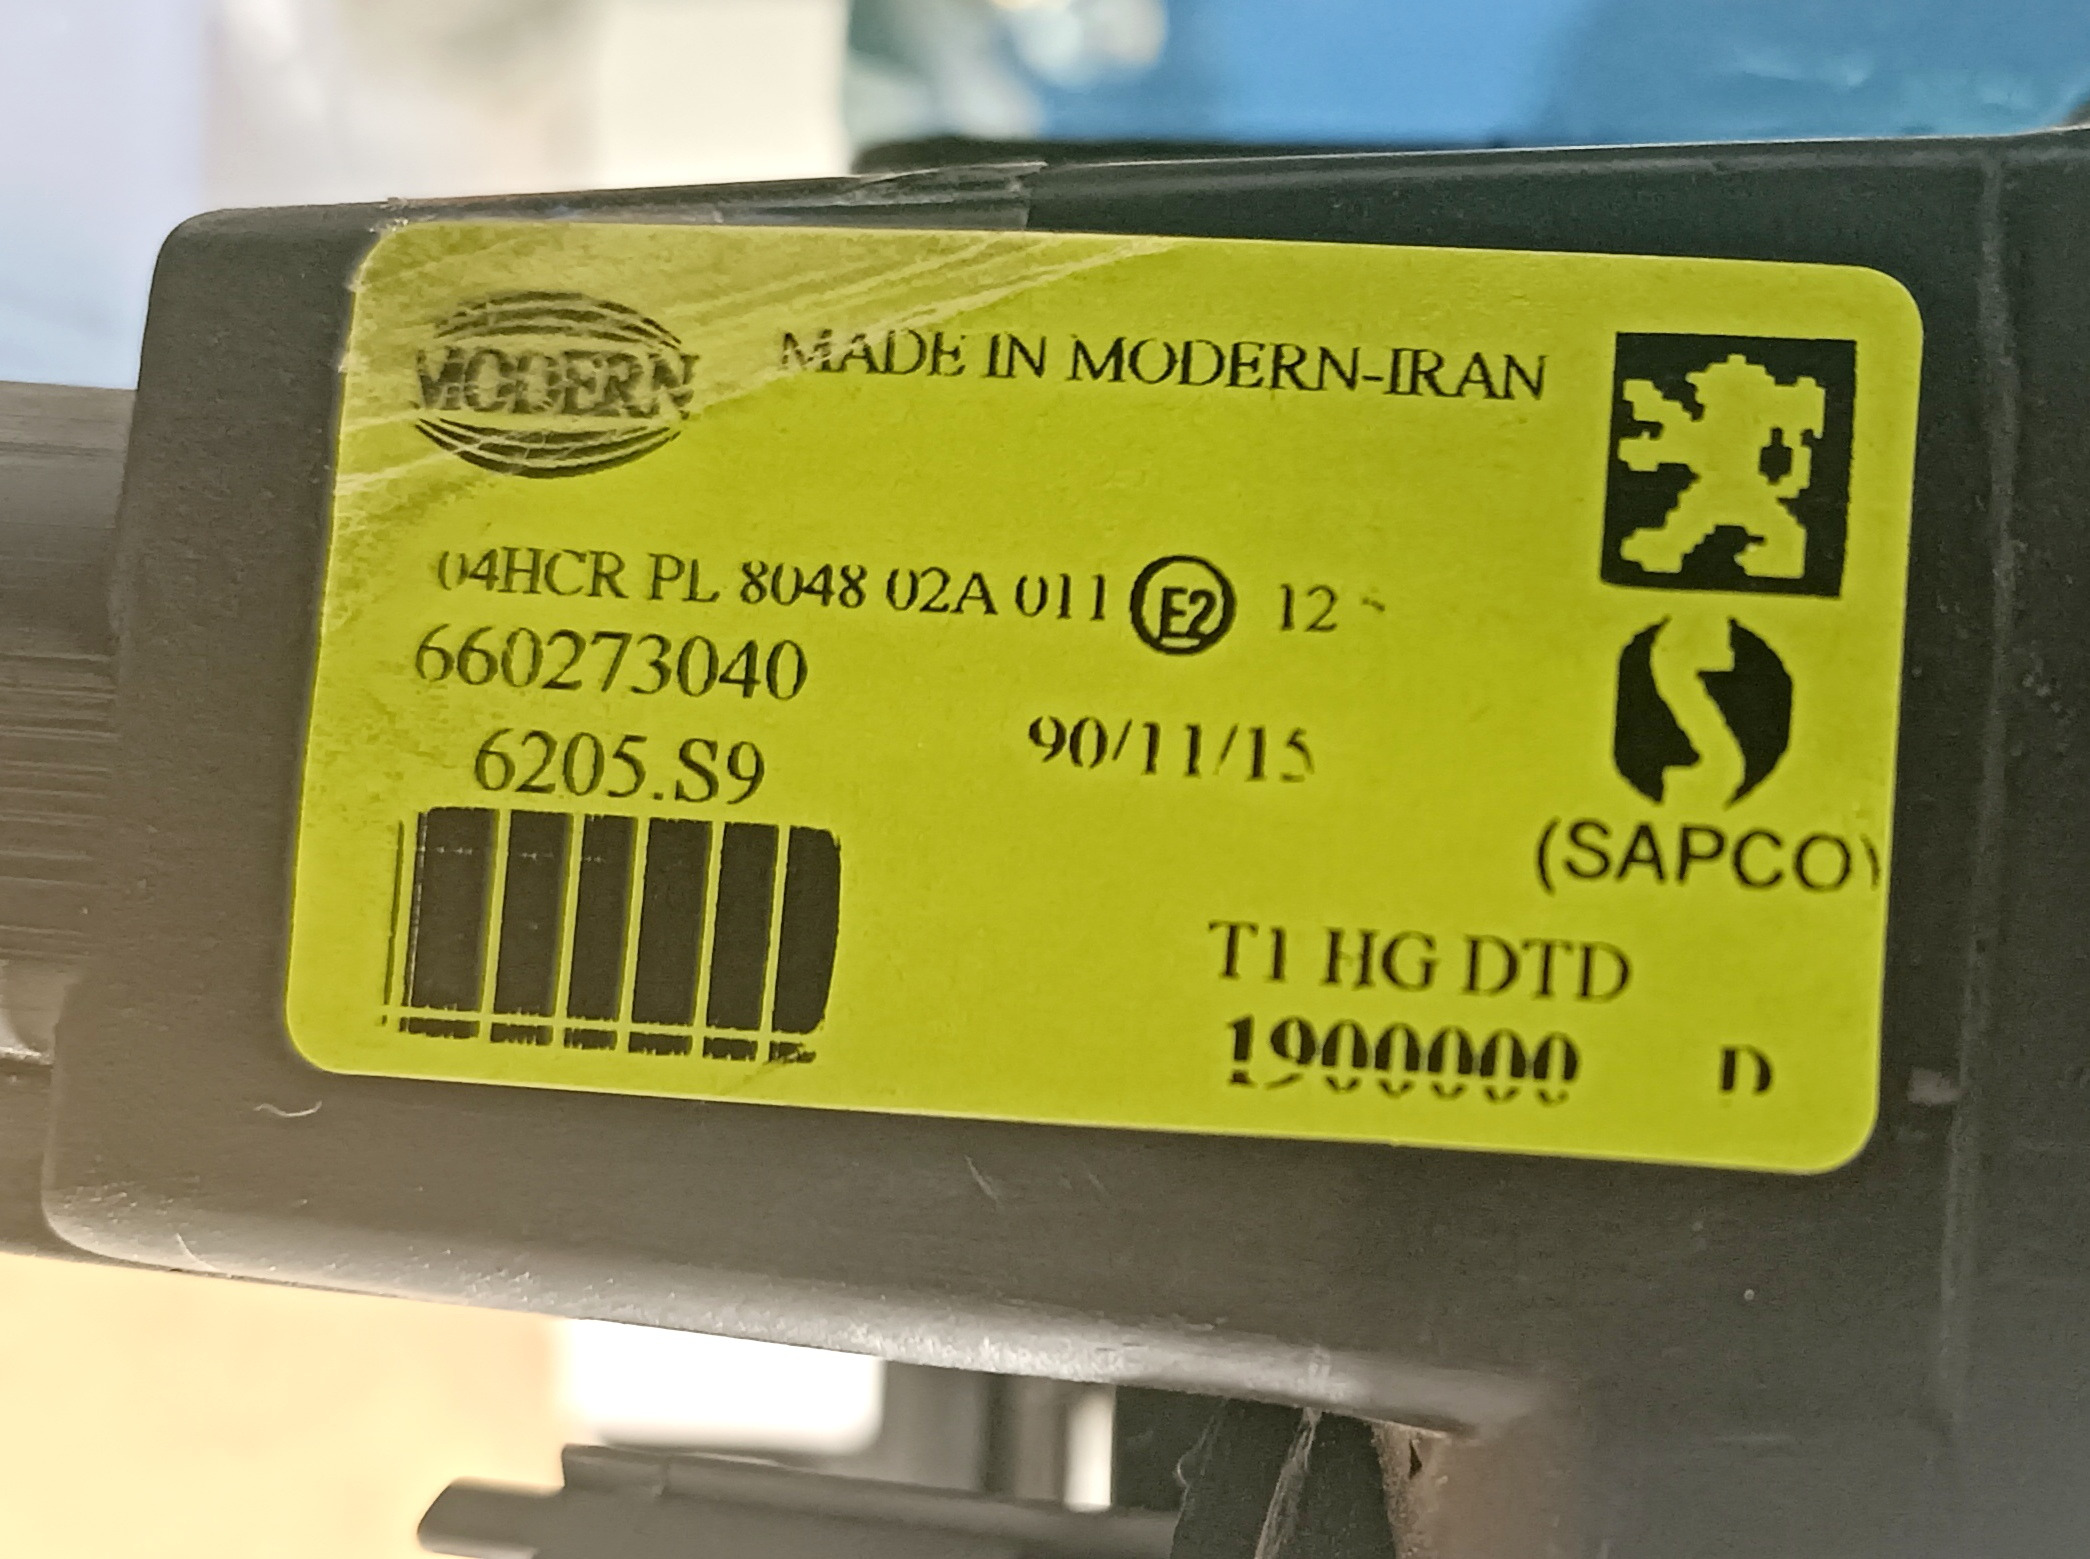 MODERN
MADE IN MODERN-IRAN
04HCR PL 8048 02A 011 E2 12
660273040
6205.S9
90/11/15
(SAPCO)
T1 HG DTD
1900000 D